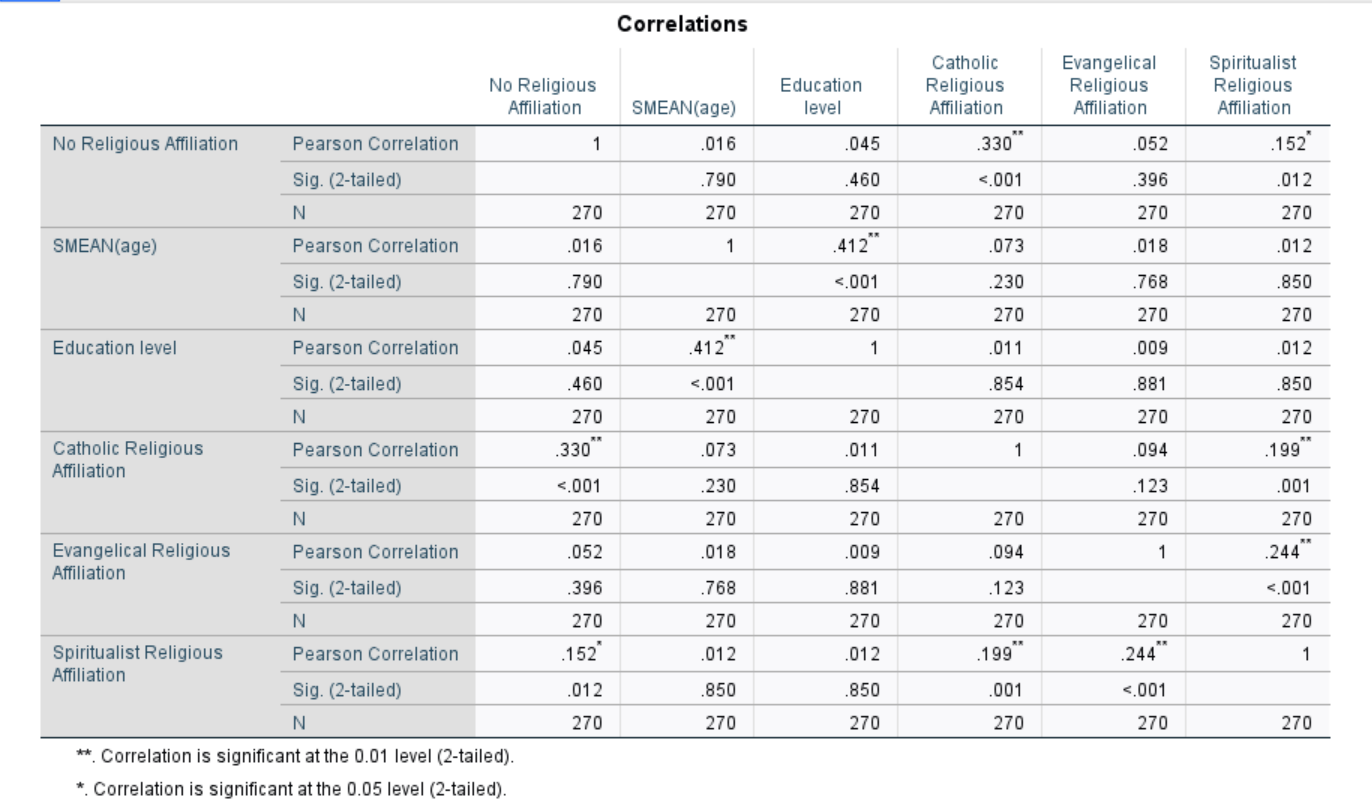 Correlations
No Religious Affiliation SMEAN(age) Education level Catholic Religious Affiliation Evangelical Religious Affiliation Spiritualist Religious Affiliation
No Religious Affiliation Pearson Correlation 1 .016 .045 .330** .052 .152*
Sig. (2-tailed) .790 .460 <.001 .396 .012
N 270 270 270 270 270 270
SMEAN(age) Pearson Correlation .016 1 .412** .073 .018 .012
Sig. (2-tailed) .790 <.001 .230 .768 .850
N 270 270 270 270 270 270
Education level Pearson Correlation .045 .412** 1 .011 .009 .012
Sig. (2-tailed) .460 <.001 .854 .881 .850
N 270 270 270 270 270 270
Catholic Religious Affiliation Pearson Correlation .330** .073 .011 1 .094 .199**
Sig. (2-tailed) <.001 .230 .854 .123 .001
N 270 270 270 270 270 270
Evangelical Religious Affiliation Pearson Correlation .052 .018 .009 .094 1 .244**
Sig. (2-tailed) .396 .768 .881 .123 <.001
N 270 270 270 270 270 270
Spiritualist Religious Affiliation Pearson Correlation .152* .012 .012 .199** .244** 1
Sig. (2-tailed) .012 .850 .850 .001 <.001
N 270 270 270 270 270 270
**. Correlation is significant at the 0.01 level (2-tailed).
*. Correlation is significant at the 0.05 level (2-tailed).